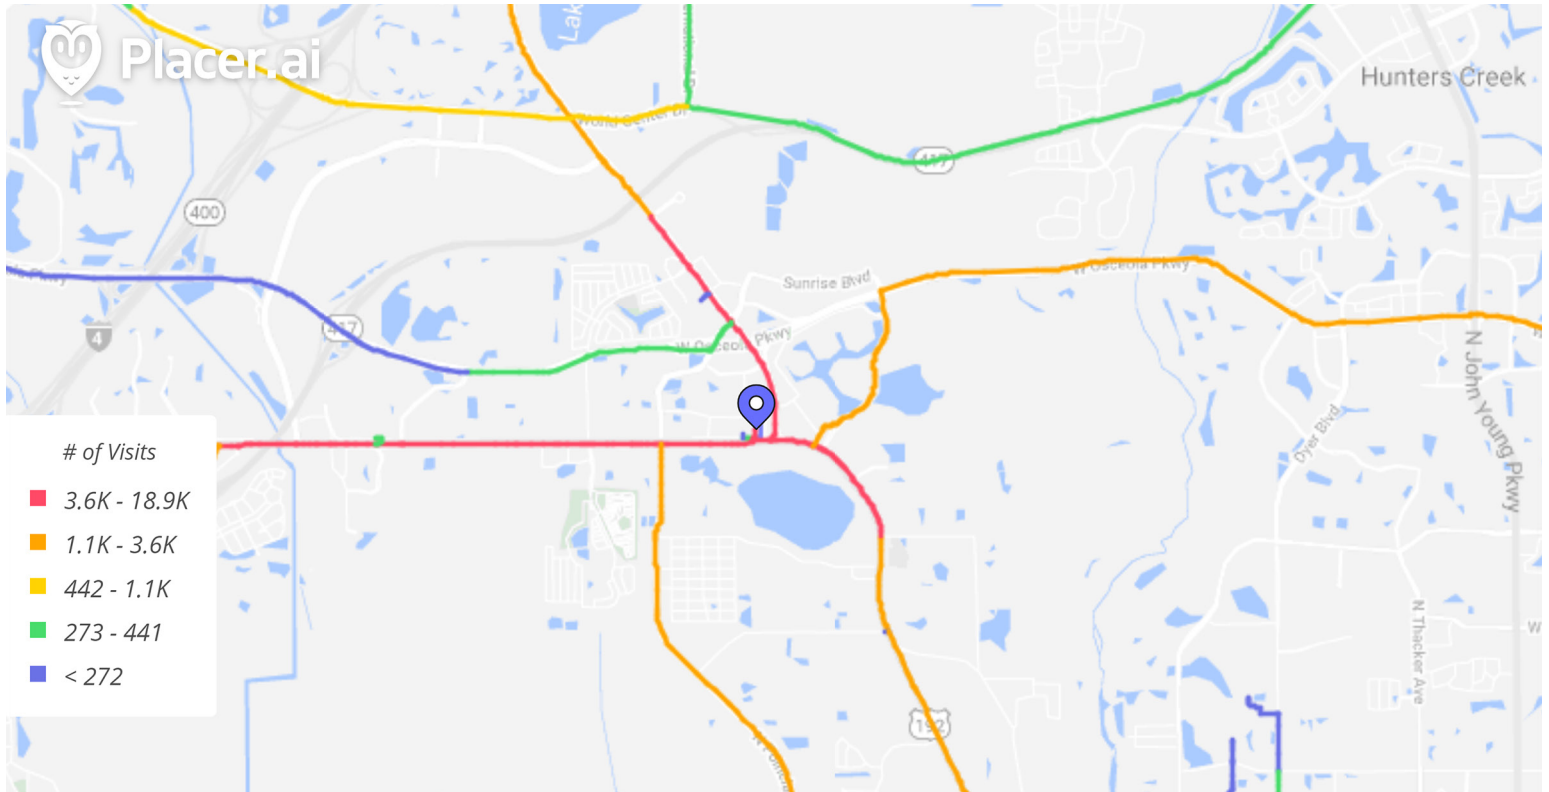 Placer.ai
Lak
World Center Dr
Hunters Creek
417
400
W Osceola Pkwy
Sunrise Blvd
Pkwy
417
4
W Osceola Pkwy
N John Young Pkwy
Dyer Blvd
# of Visits
3.6K - 18.9K
1.1K - 3.6K
442 - 1.1K
273 - 441
< 272
N Thacker Ave
W
192